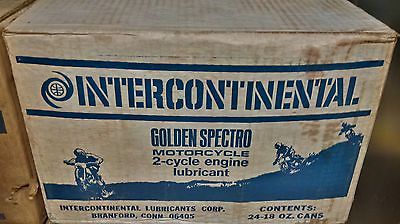 INTERCONTINENTAL
GOLDEN SPECTRO
MOTORCYCLE
2-cycle engine
lubricant
INTERCONTINENTAL LUBRICANTS CORP.
BRANFORD, CONN 06405
CONTENTS:
24-18 OZ. CANS